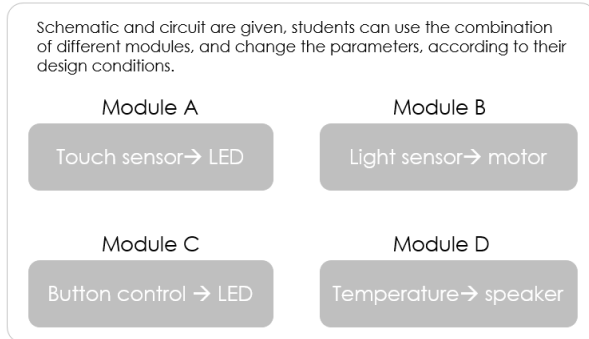 Schematic and circuit are given, students can use the combination
of different modules, and change the parameters, according to their
design conditions.
Module A
Module B
Touch sensor→ LED
Light sensor→ motor
Module C
Module D
Button control → LED
Temperature→ speaker